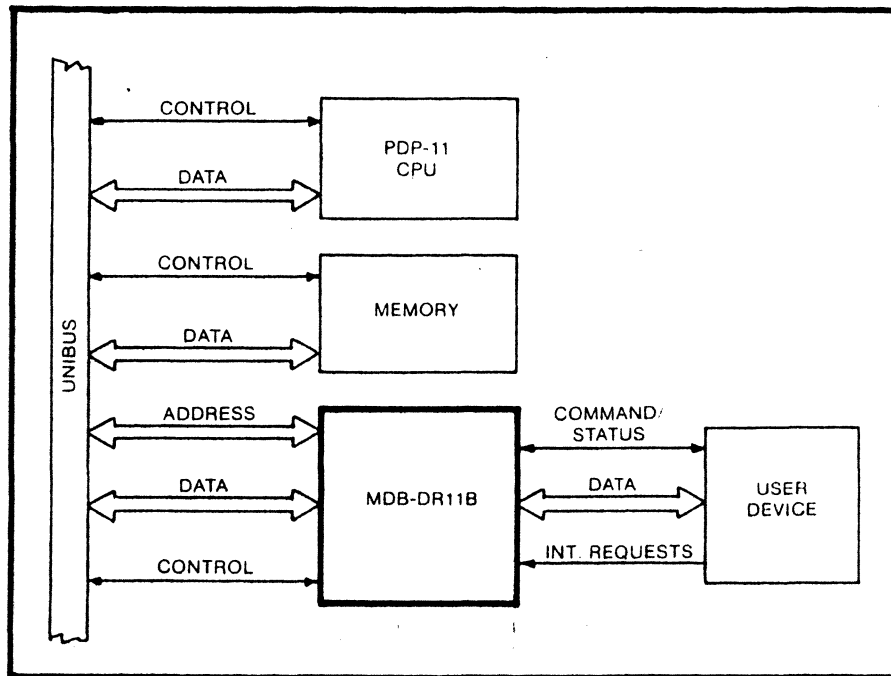 UNIBUS
CONTROL
DATA
PDP-11
CPU
CONTROL
DATA
MEMORY
ADDRESS
DATA
CONTROL
MDB-DR11B
COMMAND/
STATUS
DATA
INT. REQUESTS
USER
DEVICE